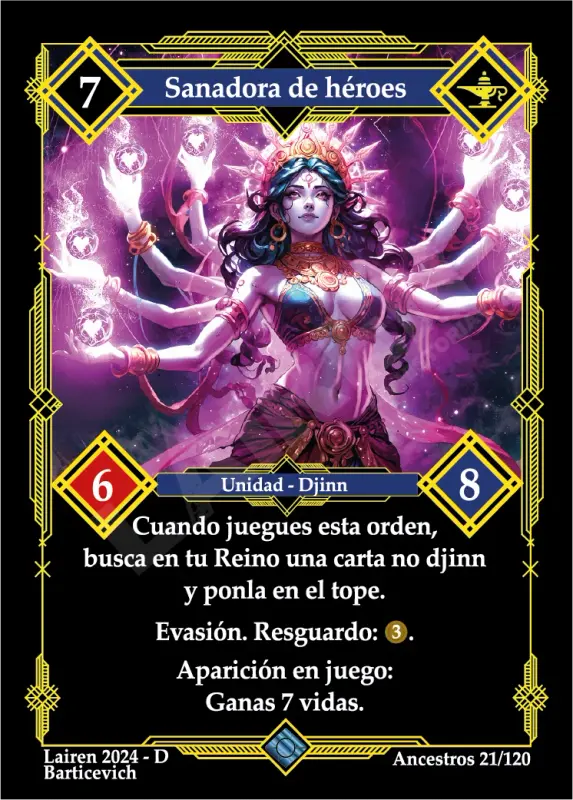 7
Sanadora de héroes
6
Unidad - Djinn
8
Cuando juegues esta orden,
busca en tu Reino una carta no djinn
y ponla en el tope.
Evasión. Resguardo: 3.
Aparición en juego:
Ganas 7 vidas.
Lairen 2024 - D
Barticevich
Ancestros 21/120